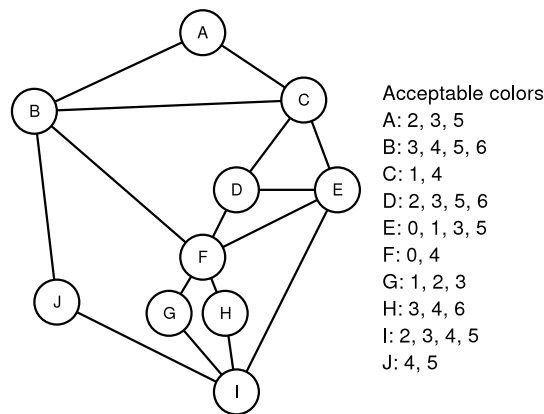 A
B
C
D
E
F
G
H
J
I
Acceptable colors
A: 2, 3, 5
B: 3, 4, 5, 6
C: 1, 4
D: 2, 3, 5, 6
E: 0, 1, 3, 5
F: 0, 4
G: 1, 2, 3
H: 3, 4, 6
I: 2, 3, 4, 5
J: 4, 5